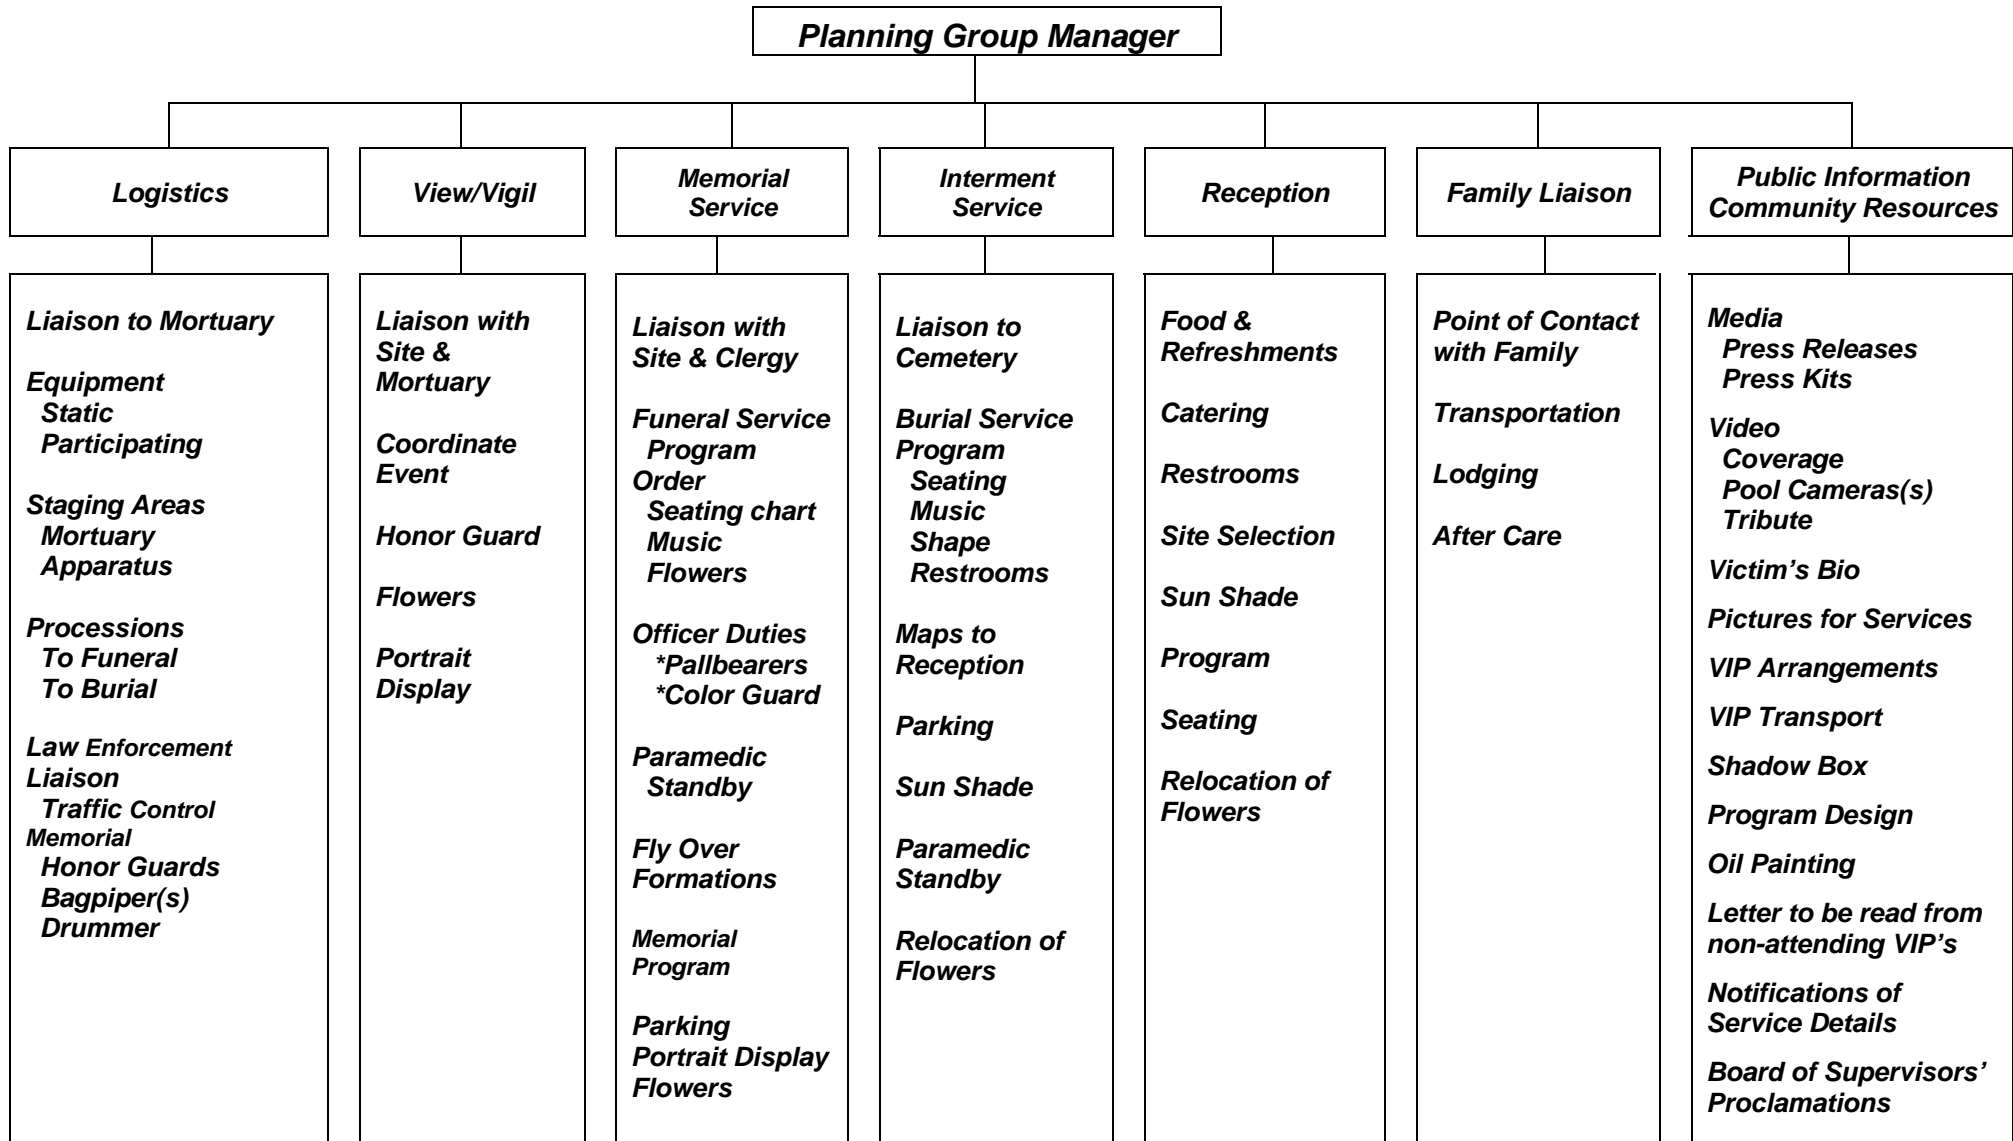 Planning Group Manager
Logistics
View/Vigil
Memorial
Service
Interment
Service
Reception
Family Liaison
Public Information
Community Resources
Liaison to Mortuary
Equipment
Static
Participating
Staging Areas
Mortuary
Apparatus
Processions
To Funeral
To Burial
Law Enforcement
Liaison
Traffic Control
Memorial
Honor Guards
Bagpiper(s)
Drummer
Liaison with
Site &
Mortuary
Coordinate
Event
Honor Guard
Flowers
Portrait
Display
Liaison with
Site & Clergy
Funeral Service
Program
Order
Seating chart
Music
Flowers
Officer Duties
*Pallbearers
*Color Guard
Paramedic
Standby
Fly Over
Formations
Memorial
Program
Parking
Portrait Display
Flowers
Liaison to
Cemetery
Burial Service
Program
Seating
Music
Shape
Restrooms
Maps to
Reception
Parking
Sun Shade
Paramedic
Standby
Relocation of
Flowers
Food &
Refreshments
Catering
Restrooms
Site Selection
Sun Shade
Program
Seating
Relocation of
Flowers
Point of Contact
with Family
Transportation
Lodging
After Care
Media
Press Releases
Press Kits
Video
Coverage
Pool Cameras(s)
Tribute
Victim’s Bio
Pictures for Services
VIP Arrangements
VIP Transport
Shadow Box
Program Design
Oil Painting
Letter to be read from
non-attending VIP’s
Notifications of
Service Details
Board of Supervisors’
Proclamations